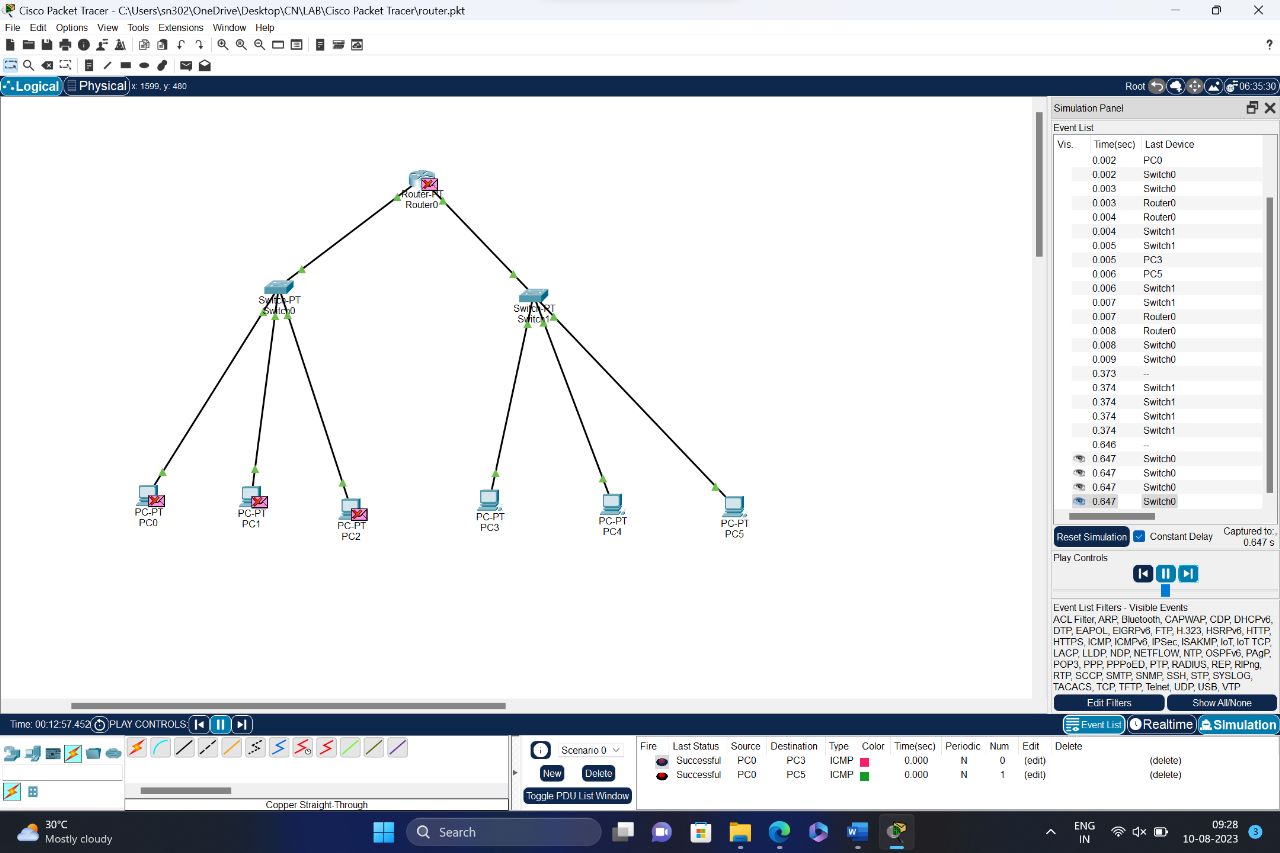 Cisco Packet Tracer - C:\Users\sn302\OneDrive\Desktop\CN\LAB\Cisco Packet Tracer\router.pkt
File Edit Options View Tools Extensions Window Help
Logical Physical x: 1599, y: 480 Root 06:35:30
Simulation Panel
Event List
Vis. Time(sec) Last Device
0.002 PC0
0.002 Switch0
0.003 Switch0
0.003 Router0
0.004 Router0
0.004 Switch1
0.005 Switch1
0.005 PC3
0.006 PC5
0.006 Switch1
0.007 Switch1
0.007 Router0
0.008 Router0
0.008 Switch0
0.009 Switch0
0.373 --
0.374 Switch1
0.374 Switch1
0.374 Switch1
0.374 Switch1
0.646 --
0.647 Switch0
0.647 Switch0
0.647 Switch0
0.647 Switch0
Reset Simulation Constant Delay Captured to:
0.647 s
Play Controls
Event List Filters - Visible Events
ACL Filter, ARP, Bluetooth, CAPWAP, CDP, DHCPv6,
DTP, EAPOL, EIGRPv6, FTP, H.323, HSRPv6, HTTP,
HTTPS, ICMP, ICMPv6, IPSec, ISAKMP, IoT, IoT TCP,
LACP, LLDP, NDP, NETFLOW, NTP, OSPFv6, PAgP,
POP3, PPP, PPPoED, PTP, RADIUS, REP, RIPng,
RTP, SCCP, SMTP, SNMP, SSH, STP, SYSLOG,
TACACS, TCP, TFTP, Telnet, UDP, USB, VTP
Edit Filters Show All/None
Router-PT
Router0
Switch-PT
Switch0
Switch-PT
Switch1
PC-PT
PC0
PC-PT
PC1
PC-PT
PC2
PC-PT
PC3
PC-PT
PC4
PC-PT
PC5
Time: 00:12:57.452 PLAY CONTROLS:
Event List Realtime Simulation
Copper Straight-Through
Scenario 0
New Delete
Toggle PDU List Window
Fire Last Status Source Destination Type Color Time(sec) Periodic Num Edit Delete
Successful PC0 PC3 ICMP 0.000 N 0 (edit) (delete)
Successful PC0 PC5 ICMP 0.000 N 1 (edit) (delete)
30°C
Mostly cloudy
Search
ENG
IN
09:28
10-08-2023
3